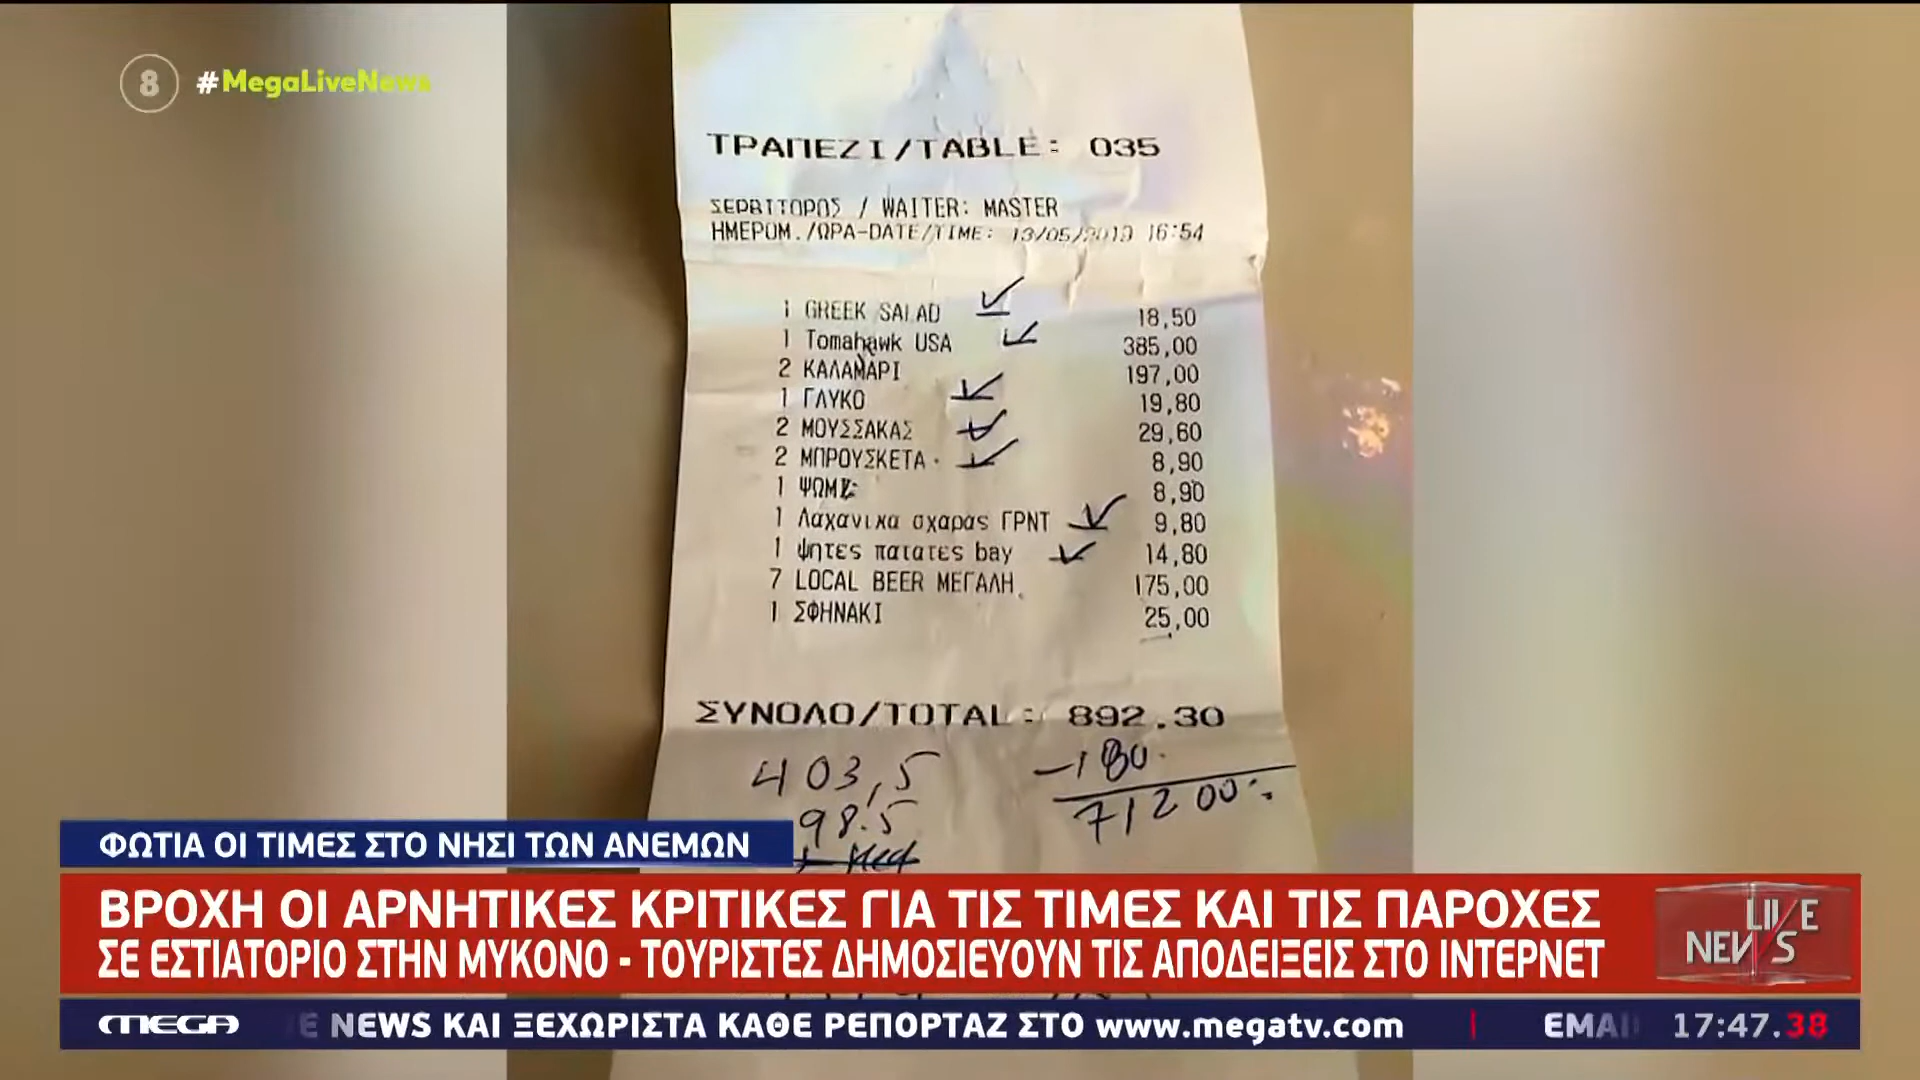 8 #MegaLiveNews
ΤΡΑΠΕΖΙ/TABLE: 035
ΣΕΡΒΙΤΟΡΟΣ / WAITER: MASTER
ΗΜΕΡΟΜ./ΩΡΑ-DATE/TIME: 13/05/2019 16:54
1 GREEK SALAD 18,50
1 Tomahawk USA 385,00
2 ΚΑΛΑΜΑΡΙ 197,00
1 ΓΛΥΚΟ 19,80
2 ΜΟΥΣΣΑΚΑΣ 29,60
2 ΜΠΡΟΥΣΚΕΤΑ 8,90
1 ΨΩΜΙ 8,90
1 Λαχανικα σχαρας ΓΡΝΤ 9,80
1 ψητες πατατες bay 14,80
7 LOCAL BEER ΜΕΓΑΛΗ 175,00
1 ΣΦΗΝΑΚΙ 25,00
ΣΥΝΟΛΟ/TOTAL: 892.30
403,5 -180
98.5 71200
ΦΩΤΙΑ ΟΙ ΤΙΜΕΣ ΣΤΟ ΝΗΣΙ ΤΩΝ ΑΝΕΜΩΝ
ΒΡΟΧΗ ΟΙ ΑΡΝΗΤΙΚΕΣ ΚΡΙΤΙΚΕΣ ΓΙΑ ΤΙΣ ΤΙΜΕΣ ΚΑΙ ΤΙΣ ΠΑΡΟΧΕΣ
ΣΕ ΕΣΤΙΑΤΟΡΙΟ ΣΤΗΝ ΜΥΚΟΝΟ - ΤΟΥΡΙΣΤΕΣ ΔΗΜΟΣΙΕΥΟΥΝ ΤΙΣ ΑΠΟΔΕΙΞΕΙΣ ΣΤΟ INTERNET
LIVE
NEWS
MEGA E NEWS ΚΑΙ ΞΕΧΩΡΙΣΤΑ ΚΑΘΕ ΡΕΠΟΡΤΑΖ ΣΤΟ www.megatv.com | EMAI 17:47.38